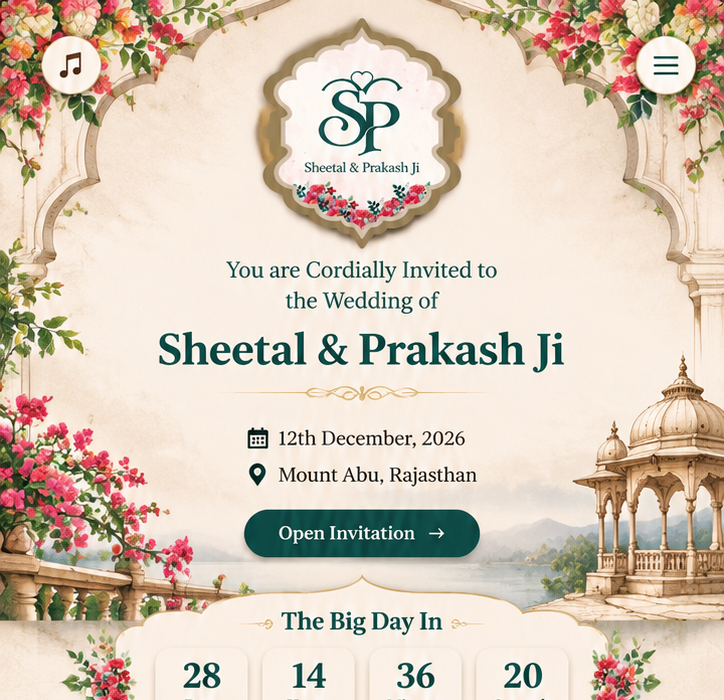 SP
Sheetal & Prakash Ji
You are Cordially Invited to
the Wedding of
Sheetal & Prakash Ji
12th December, 2026
Mount Abu, Rajasthan
Open Invitation →
The Big Day In
28 14 36 20